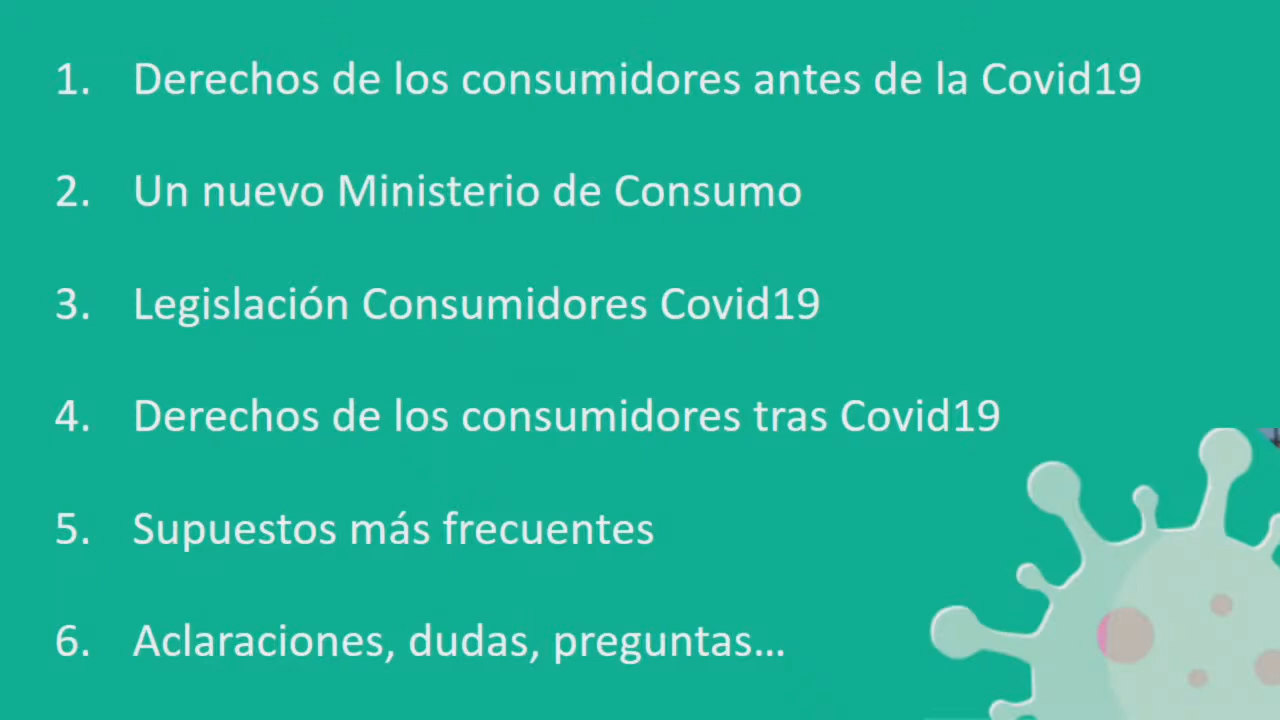 1. Derechos de los consumidores antes de la Covid19
2. Un nuevo Ministerio de Consumo
3. Legislación Consumidores Covid19
4. Derechos de los consumidores tras Covid19
5. Supuestos más frecuentes
6. Aclaraciones, dudas, preguntas...